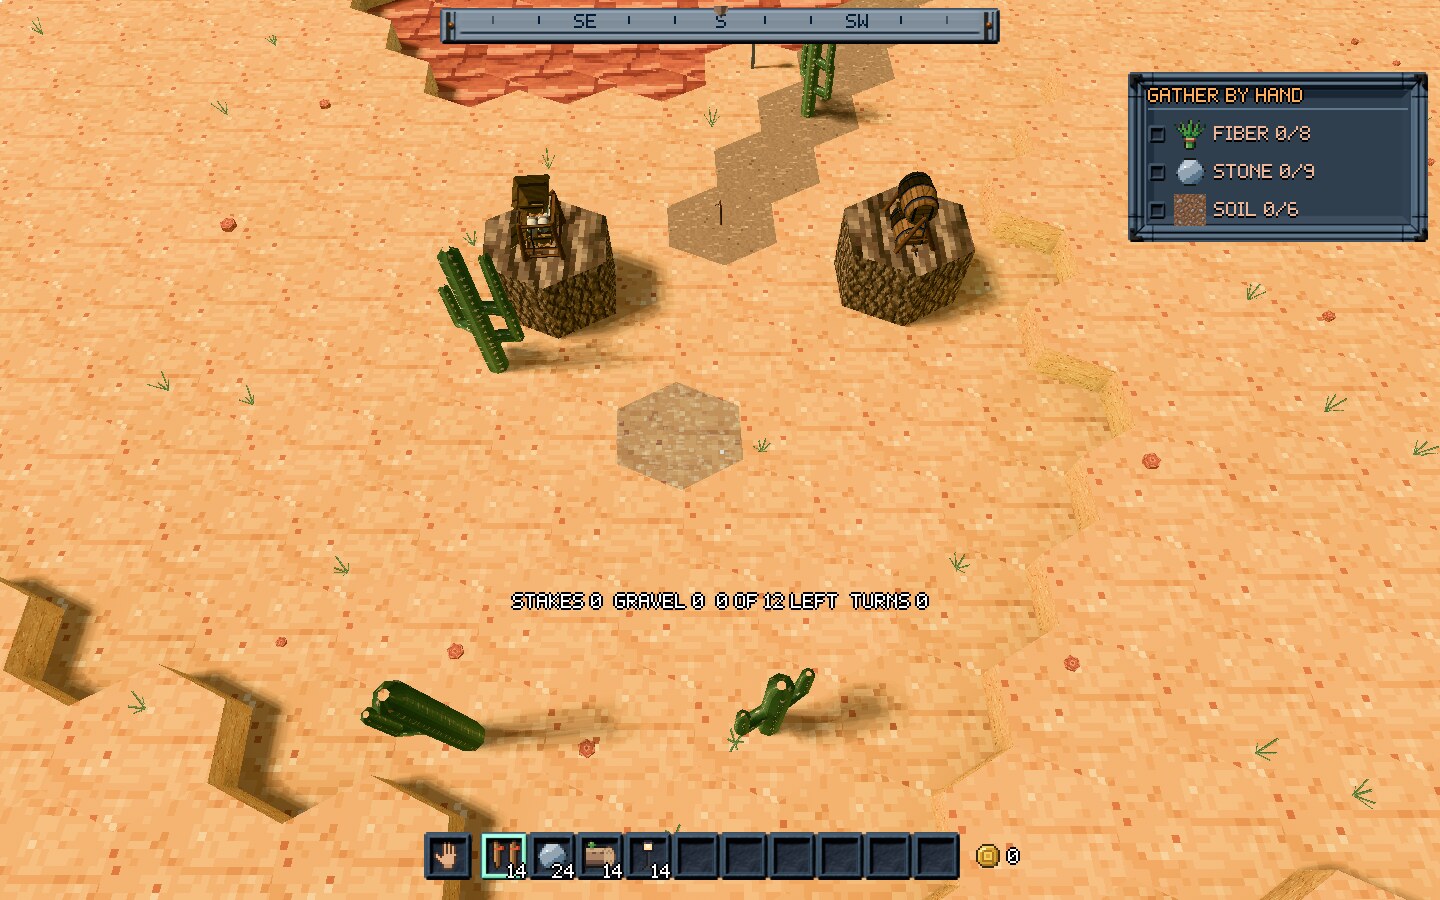 SE S SW
GATHER BY HAND
FIBER 0/8
STONE 0/9
SOIL 0/6
STAKES 0 GRAVEL 0 0 OF 12 LEFT TURNS 0
14 24 14 14 0